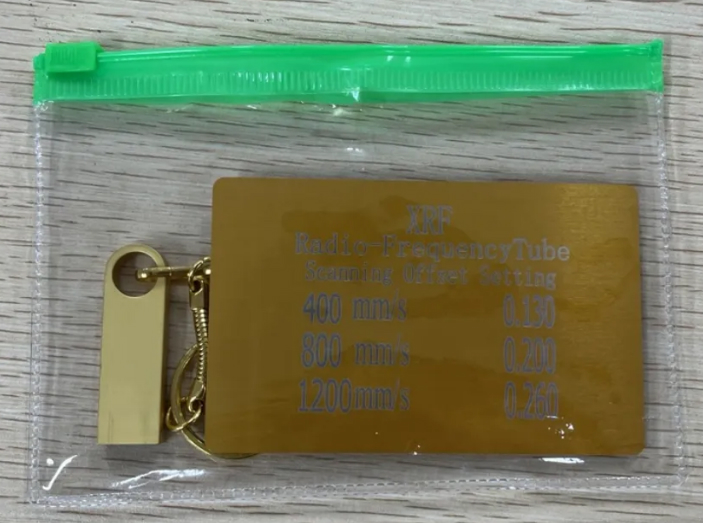 XRF
Radio-FrequencyTube
Scanning Offset Setting
400 mm/s 0.130
800 mm/s 0.200
1200mm/s 0.260